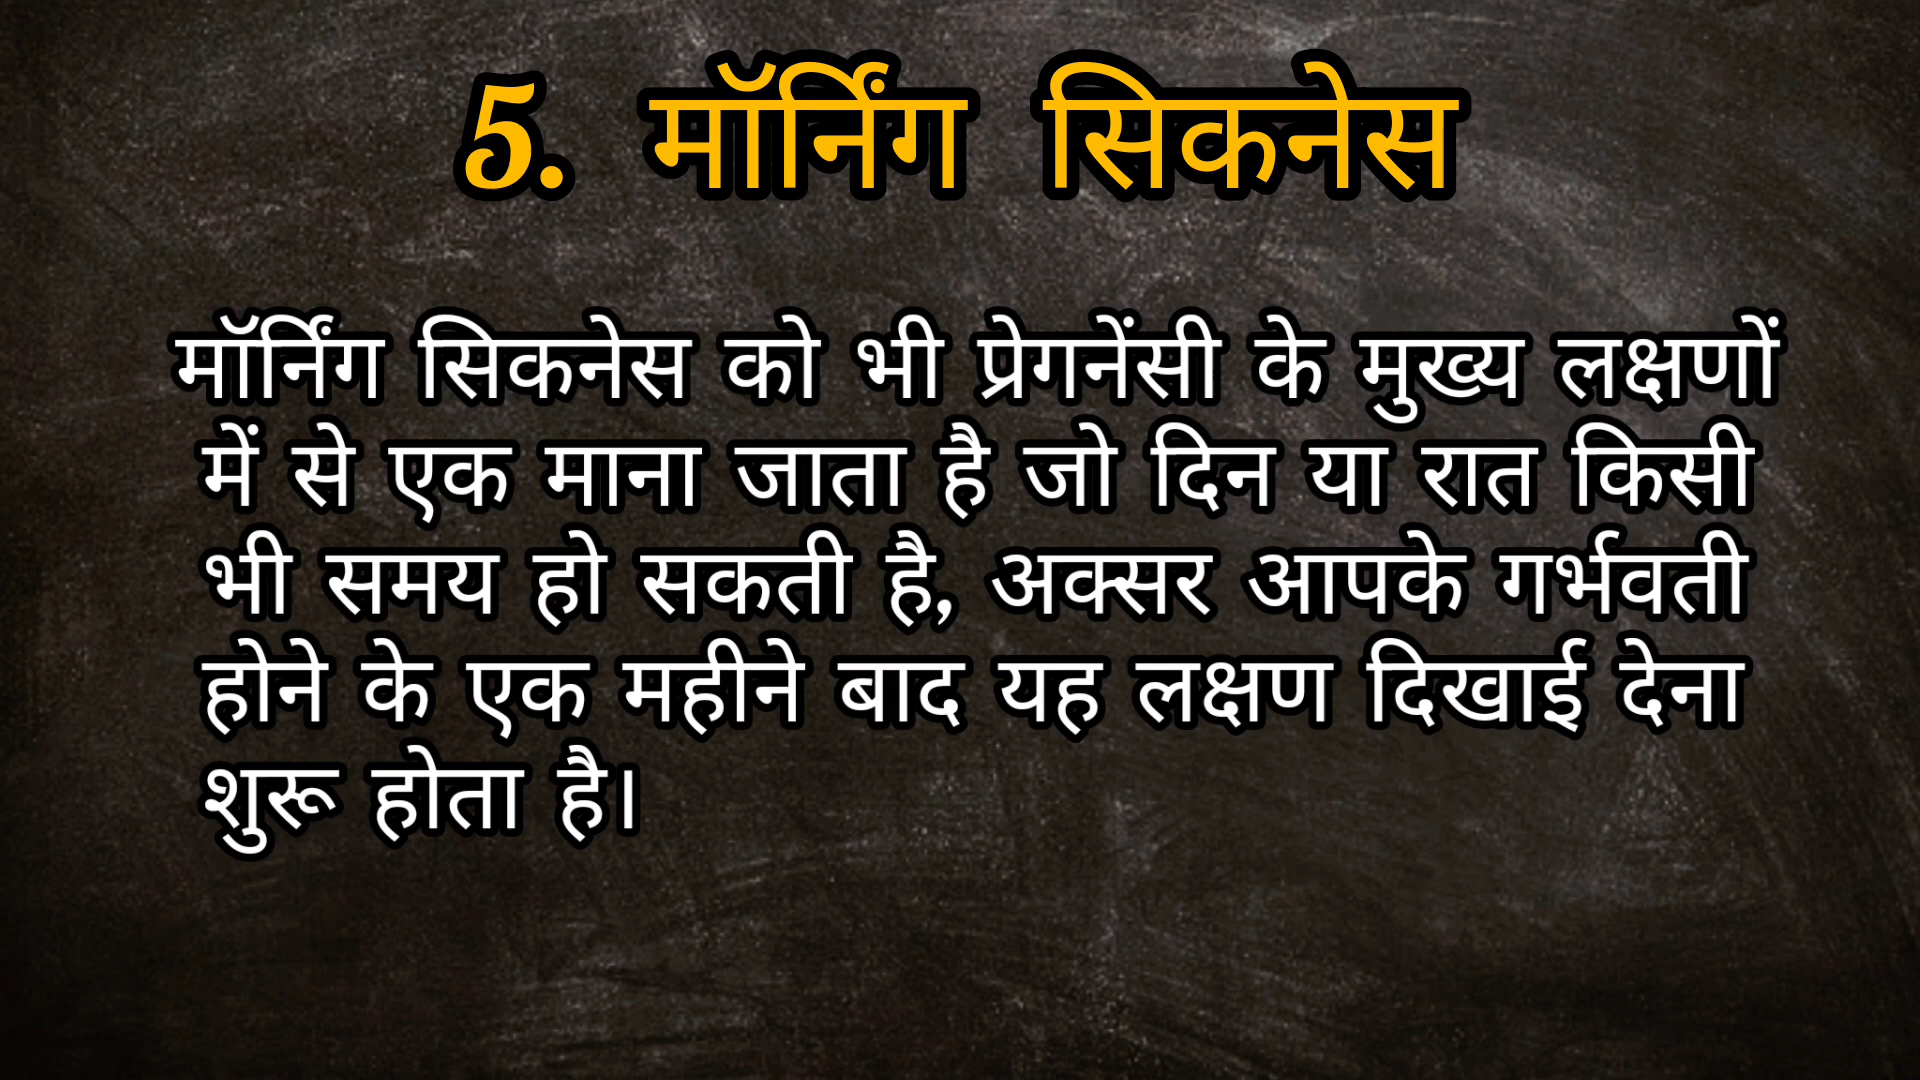 5. मॉर्निंग सिकनेस
मॉर्निंग सिकनेस को भी प्रेगनेंसी के मुख्य लक्षणों
में से एक माना जाता है जो दिन या रात किसी
भी समय हो सकती है, अक्सर आपके गर्भवती
होने के एक महीने बाद यह लक्षण दिखाई देना
शुरू होता है।